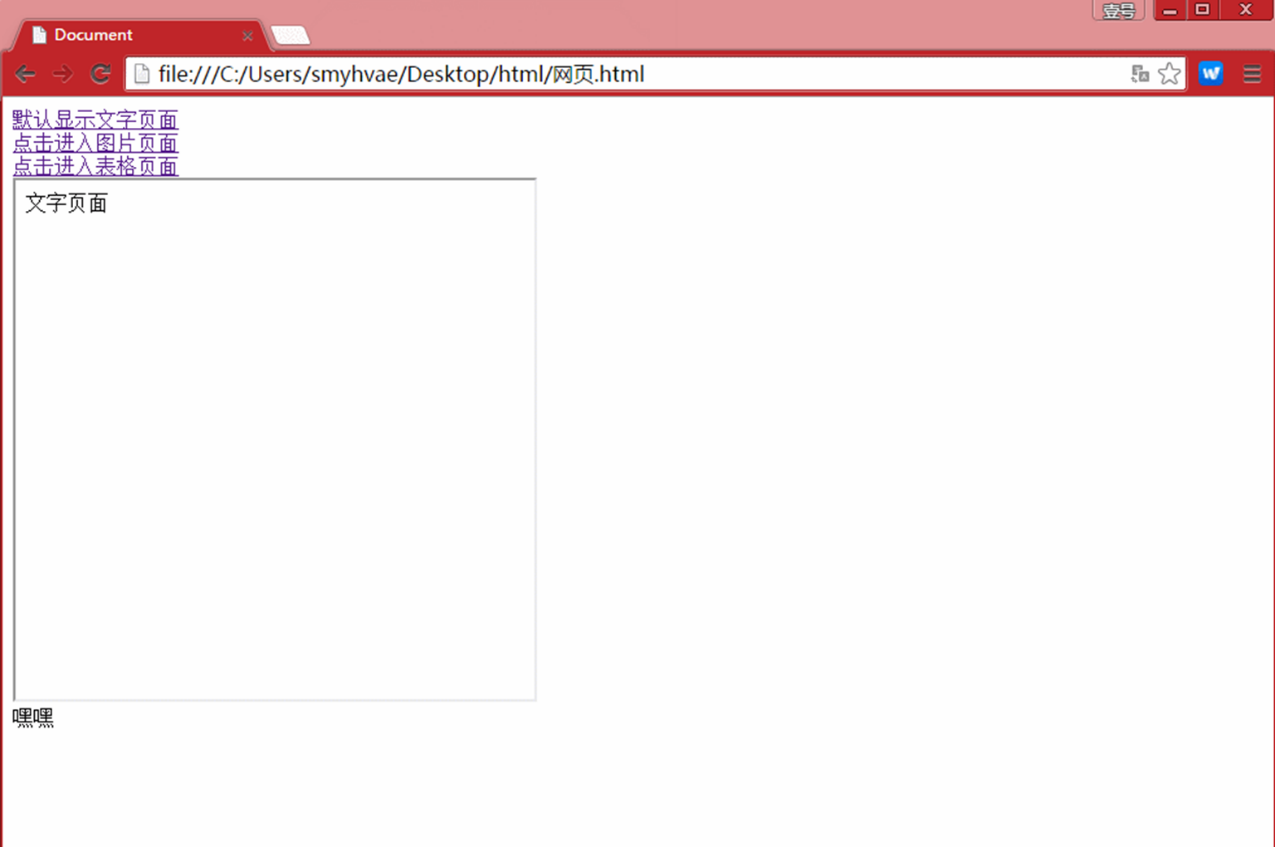 壹号
Document
file:///C:/Users/smyhvae/Desktop/html/网页.html
默认显示文字页面
点击进入图片页面
点击进入表格页面
文字页面
嘿嘿